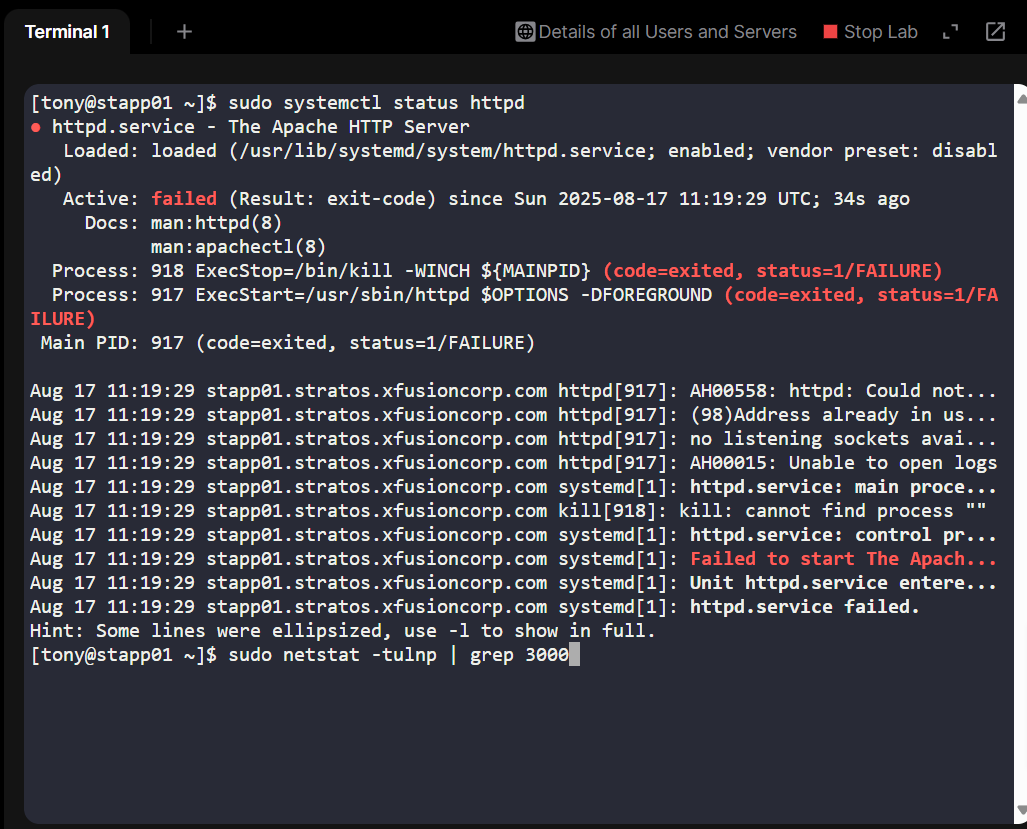 Terminal 1
+
Details of all Users and Servers
Stop Lab
[tony@stapp01 ~]$ sudo systemctl status httpd
● httpd.service - The Apache HTTP Server
   Loaded: loaded (/usr/lib/systemd/system/httpd.service; enabled; vendor preset: disabl
ed)
   Active: failed (Result: exit-code) since Sun 2025-08-17 11:19:29 UTC; 34s ago
     Docs: man:httpd(8)
           man:apachectl(8)
  Process: 918 ExecStop=/bin/kill -WINCH ${MAINPID} (code=exited, status=1/FAILURE)
  Process: 917 ExecStart=/usr/sbin/httpd $OPTIONS -DFOREGROUND (code=exited, status=1/FA
ILURE)
 Main PID: 917 (code=exited, status=1/FAILURE)
Aug 17 11:19:29 stapp01.stratos.xfusioncorp.com httpd[917]: AH00558: httpd: Could not...
Aug 17 11:19:29 stapp01.stratos.xfusioncorp.com httpd[917]: (98)Address already in us...
Aug 17 11:19:29 stapp01.stratos.xfusioncorp.com httpd[917]: no listening sockets avai...
Aug 17 11:19:29 stapp01.stratos.xfusioncorp.com httpd[917]: AH00015: Unable to open logs
Aug 17 11:19:29 stapp01.stratos.xfusioncorp.com systemd[1]: httpd.service: main proce...
Aug 17 11:19:29 stapp01.stratos.xfusioncorp.com kill[918]: kill: cannot find process ""
Aug 17 11:19:29 stapp01.stratos.xfusioncorp.com systemd[1]: httpd.service: control pr...
Aug 17 11:19:29 stapp01.stratos.xfusioncorp.com systemd[1]: Failed to start The Apach...
Aug 17 11:19:29 stapp01.stratos.xfusioncorp.com systemd[1]: Unit httpd.service entere...
Aug 17 11:19:29 stapp01.stratos.xfusioncorp.com systemd[1]: httpd.service failed.
Hint: Some lines were ellipsized, use -l to show in full.
[tony@stapp01 ~]$ sudo netstat -tulnp | grep 3000